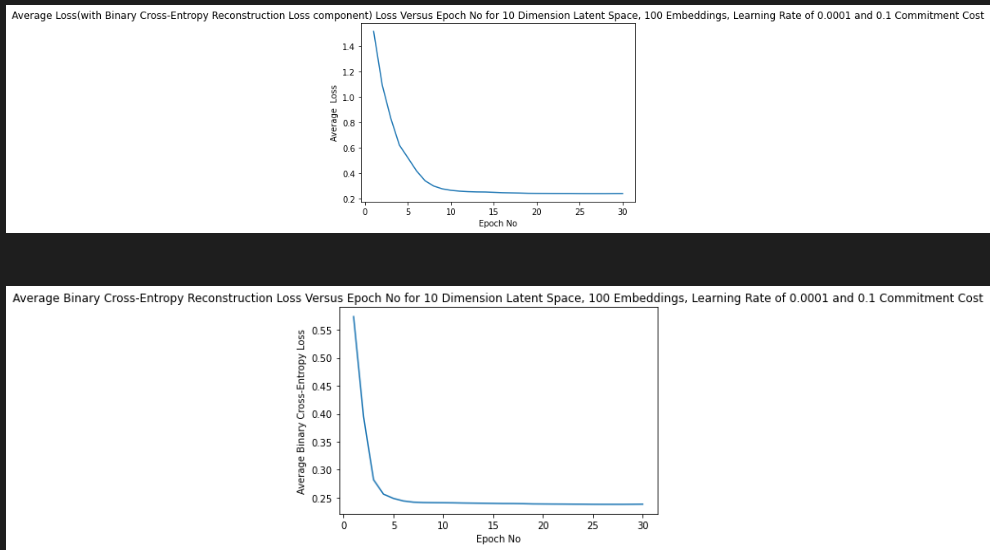 Average Loss(with Binary Cross-Entropy Reconstruction Loss component) Loss Versus Epoch No for 10 Dimension Latent Space, 100 Embeddings, Learning Rate of 0.0001 and 0.1 Commitment Cost
1.4
1.2
1.0
0.8
0.6
0.4
0.2
Average Loss
0 5 10 15 20 25 30
Epoch No
Average Binary Cross-Entropy Reconstruction Loss Versus Epoch No for 10 Dimension Latent Space, 100 Embeddings, Learning Rate of 0.0001 and 0.1 Commitment Cost
0.55
0.50
0.45
0.40
0.35
0.30
0.25
Average Binary Cross-Entropy Loss
0 5 10 15 20 25 30
Epoch No